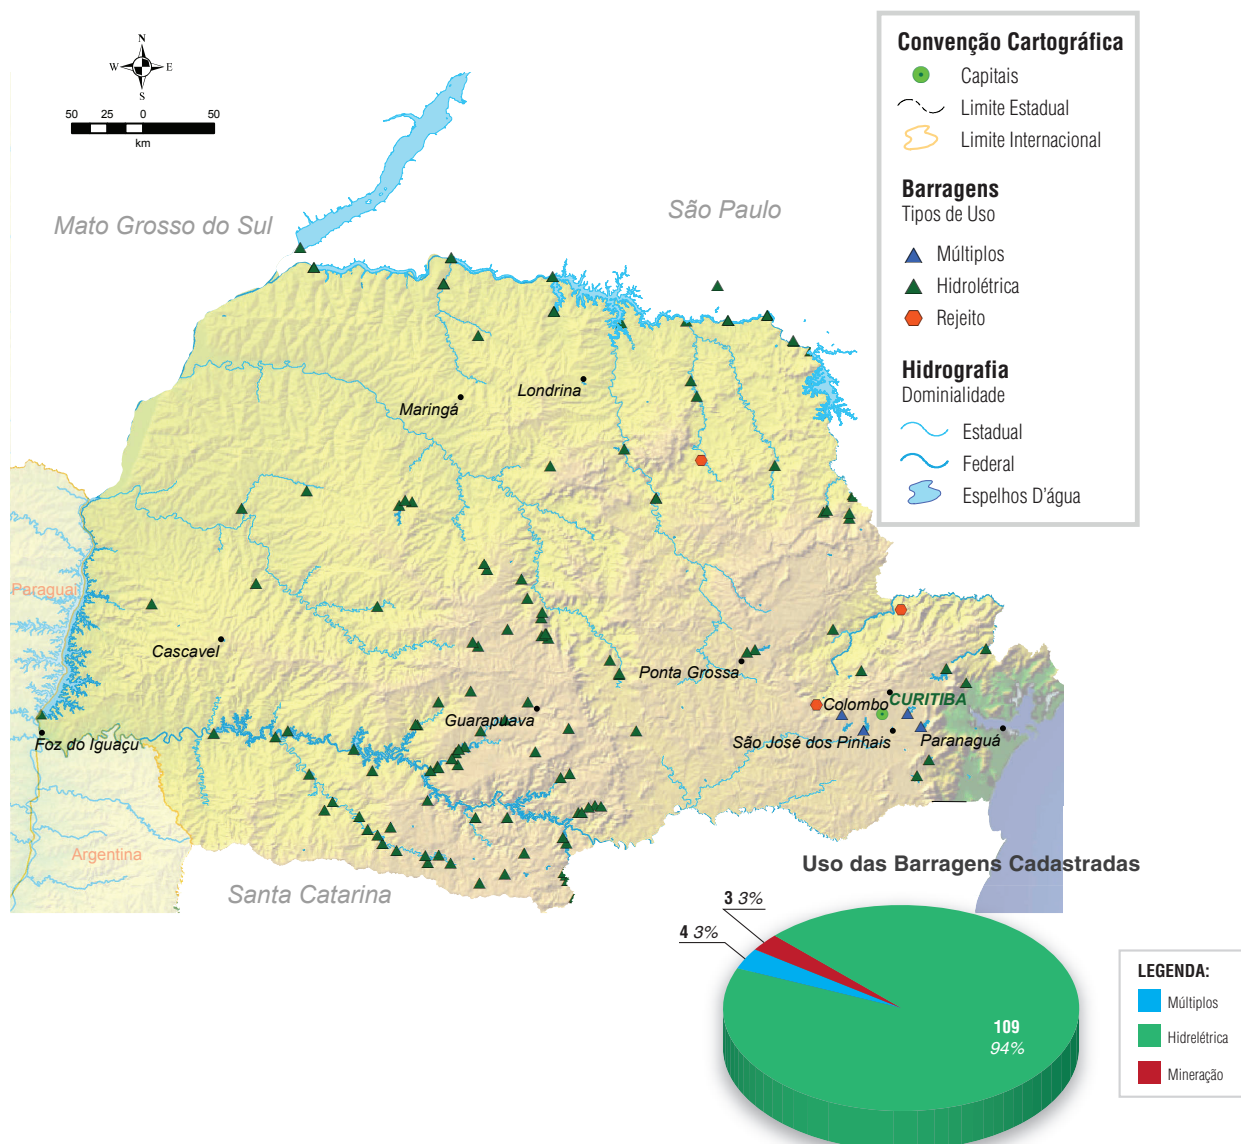 N
W
E
S
50
25
0
50
km
Convenção Cartográfica
Capitais
Limite Estadual
Limite Internacional
Barragens
Tipos de Uso
Múltiplos
Hidrolétrica
Rejeito
Hidrografia
Dominialidade
Estadual
Federal
Espelhos D'água
São Paulo
Mato Grosso do Sul
Londrina
Maringá
Paraguai
Cascavel
Ponta Grossa
Colombo
CURITIBA
Guarapuava
São José dos Pinhais
Paranaguá
Foz do Iguaçu
Argentina
Santa Catarina
Uso das Barragens Cadastradas
3 3%
4 3%
109
94%
LEGENDA:
Múltiplos
Hidrelétrica
Mineração